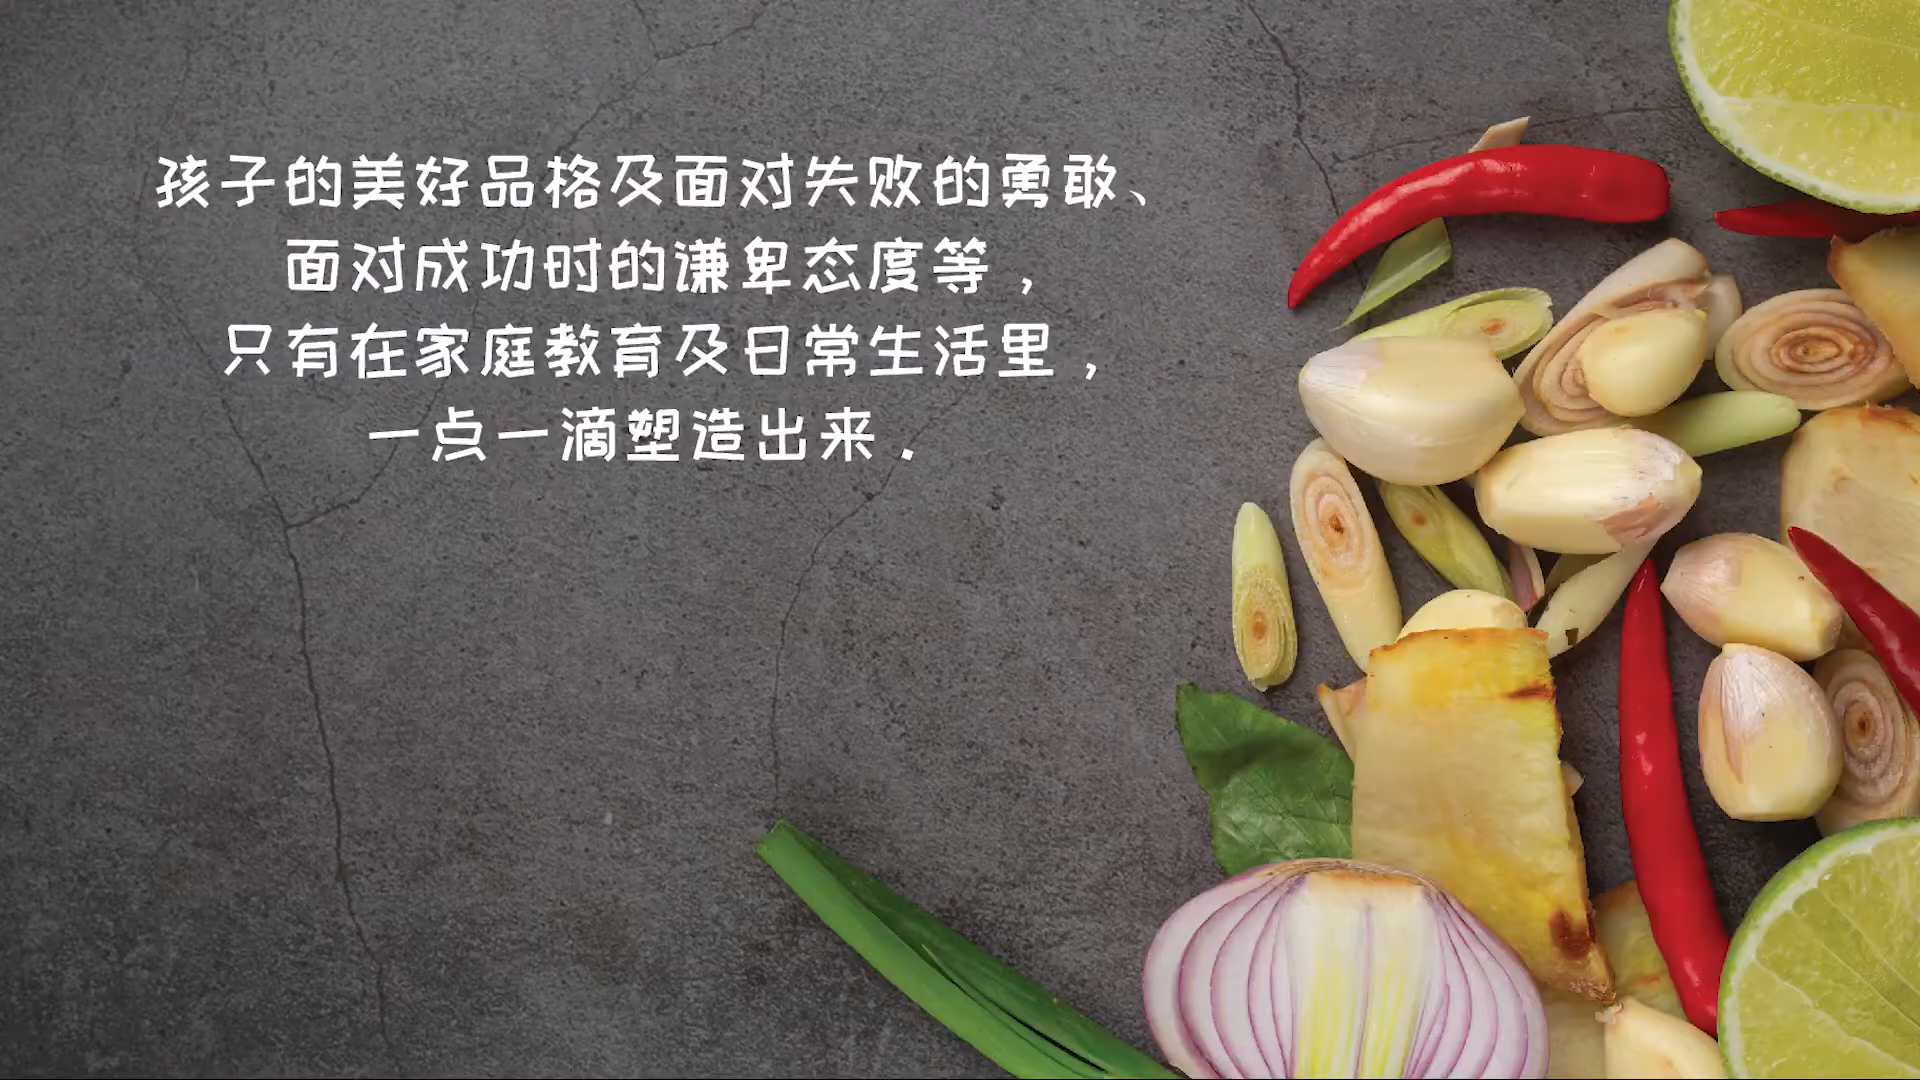 孩子的美好品格及面对失败的勇敢、
面对成功时的谦卑态度等，
只有在家庭教育及日常生活里，
一点一滴塑造出来．